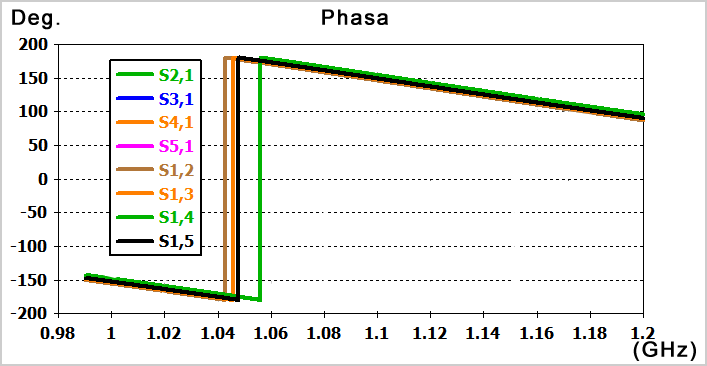 Deg.
Phasa
200
150
100
50
0
-50
-100
-150
-200
S2,1
S3,1
S4,1
S5,1
S1,2
S1,3
S1,4
S1,5
0.98 1 1.02 1.04 1.06 1.08 1.1 1.12 1.14 1.16 1.18 1.2
(GHz)